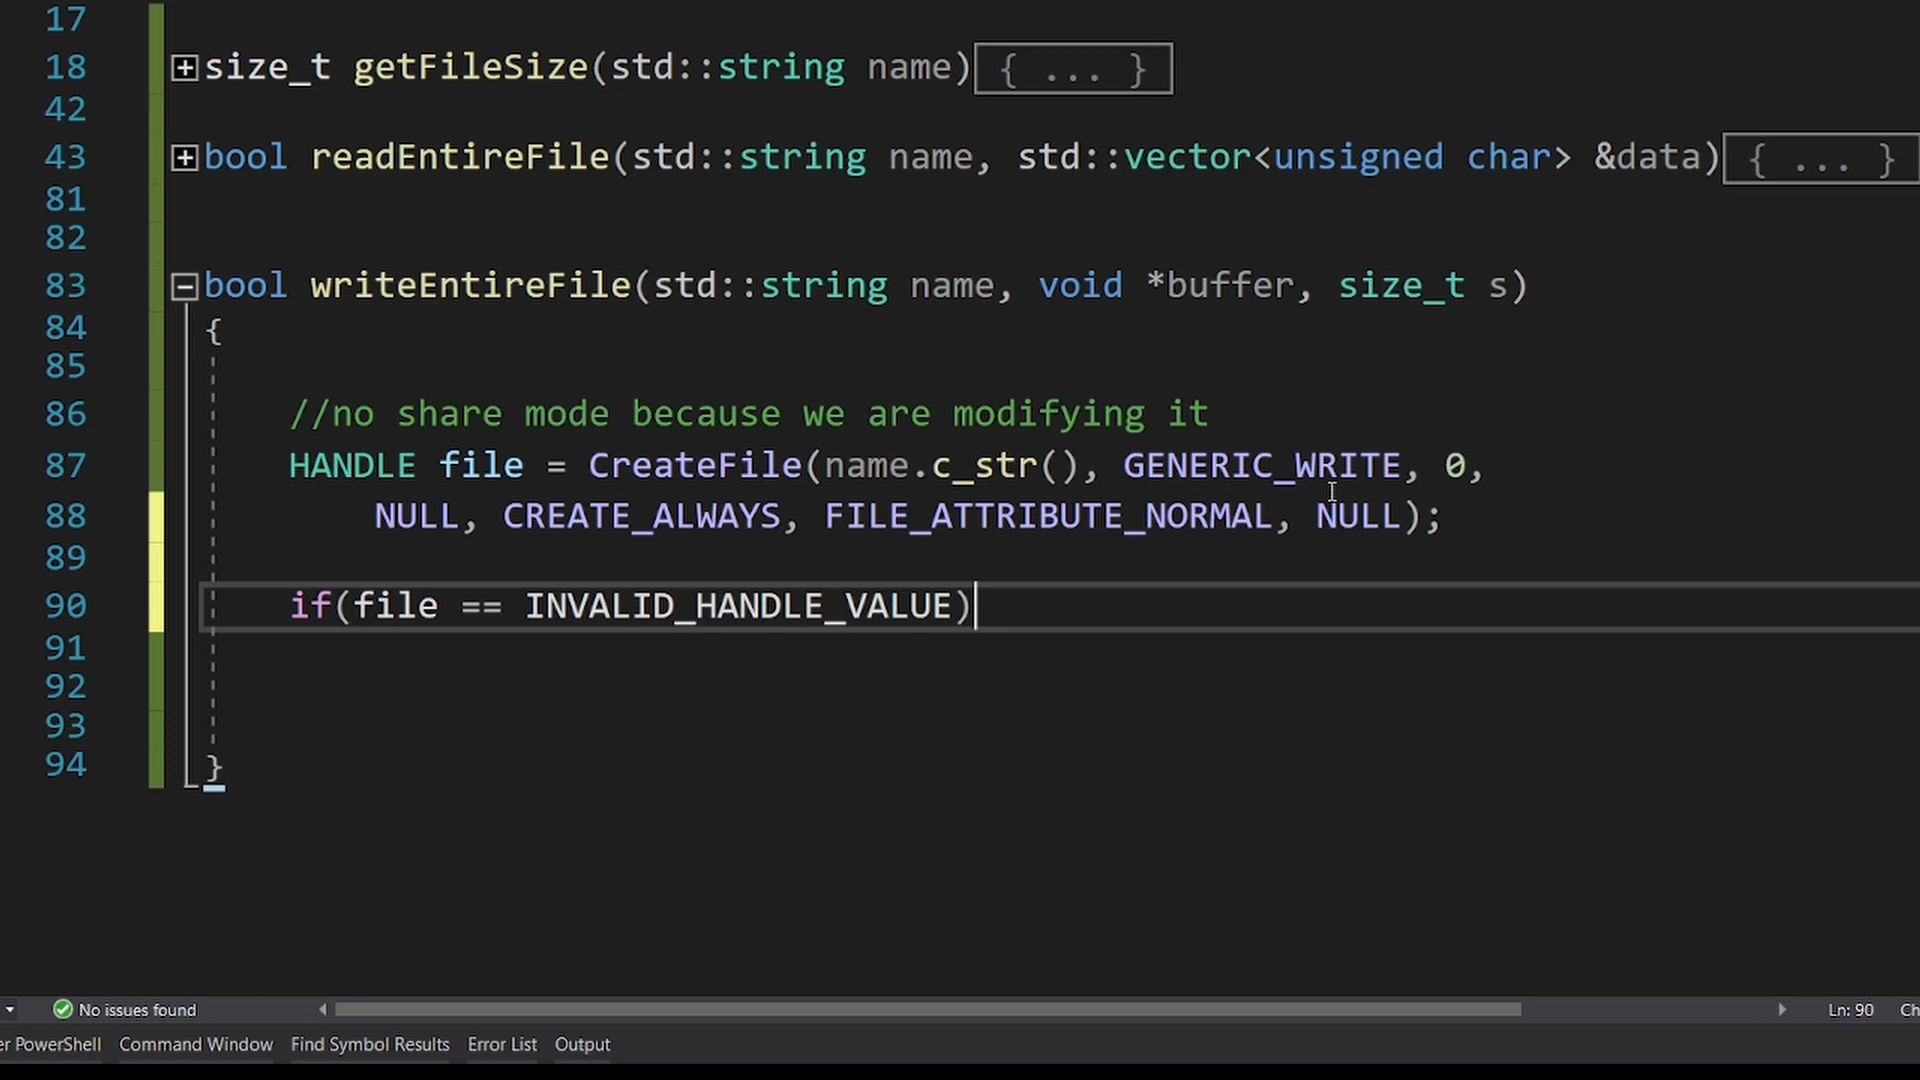 17
18 size_t getFileSize(std::string name){ ... }
42
43 bool readEntireFile(std::string name, std::vector<unsigned char> &data){ ... }
81
82
83 bool writeEntireFile(std::string name, void *buffer, size_t s)
84 {
85
86 //no share mode because we are modifying it
87 HANDLE file = CreateFile(name.c_str(), GENERIC_WRITE, 0,
88 NULL, CREATE_ALWAYS, FILE_ATTRIBUTE_NORMAL, NULL);
89
90 if(file == INVALID_HANDLE_VALUE)
91
92
93
94 }
No issues found Ln: 90 Ch
er PowerShell Command Window Find Symbol Results Error List Output